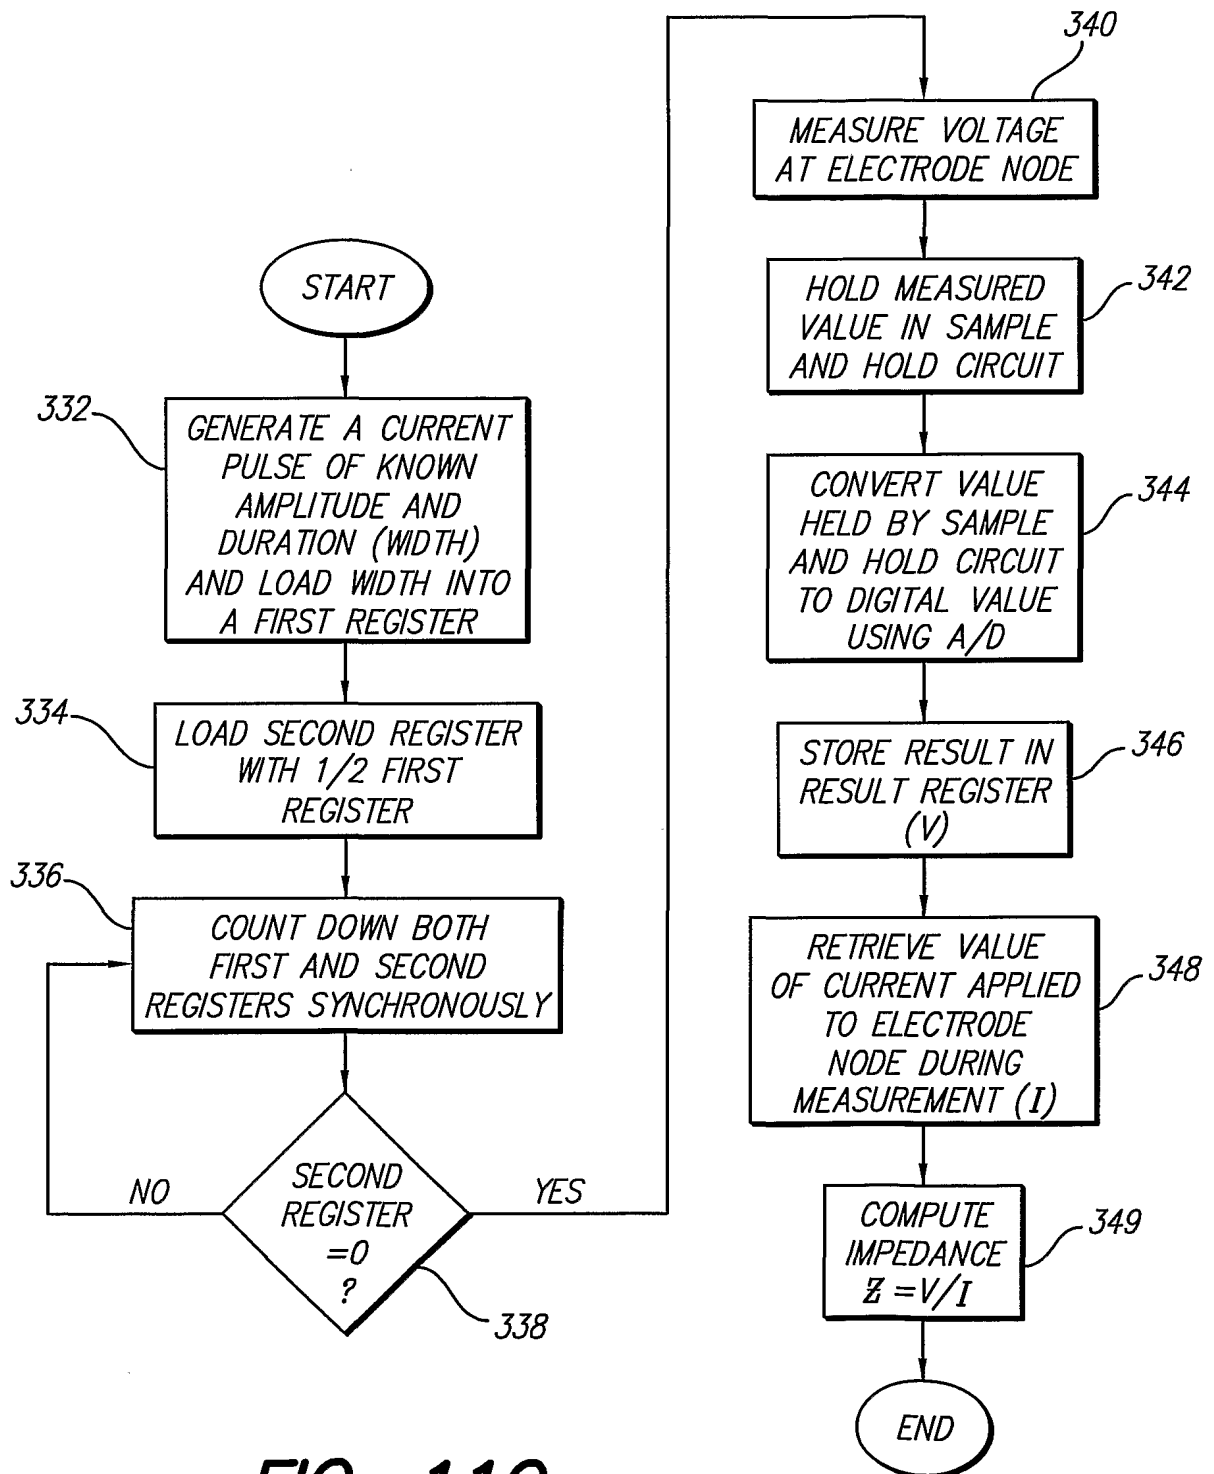 START
332
GENERATE A CURRENT
PULSE OF KNOWN
AMPLITUDE AND
DURATION (WIDTH)
AND LOAD WIDTH INTO
A FIRST REGISTER
334
LOAD SECOND REGISTER
WITH 1/2 FIRST
REGISTER
336
COUNT DOWN BOTH
FIRST AND SECOND
REGISTERS SYNCHRONOUSLY
NO
SECOND
REGISTER
=0
?
YES
338
340
MEASURE VOLTAGE
AT ELECTRODE NODE
342
HOLD MEASURED
VALUE IN SAMPLE
AND HOLD CIRCUIT
344
CONVERT VALUE
HELD BY SAMPLE
AND HOLD CIRCUIT
TO DIGITAL VALUE
USING A/D
346
STORE RESULT IN
RESULT REGISTER
(V)
348
RETRIEVE VALUE
OF CURRENT APPLIED
TO ELECTRODE
NODE DURING
MEASUREMENT (I)
349
COMPUTE
IMPEDANCE
Z = V/I
END